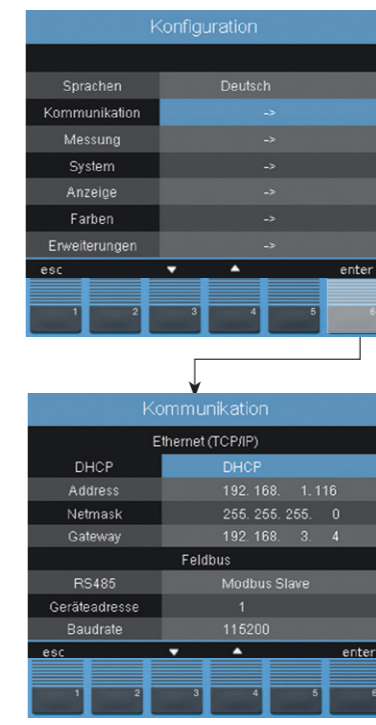 Konfiguration
Sprachen Deutsch
Kommunikation ->
Messung ->
System ->
Anzeige ->
Farben ->
Erweiterungen ->
esc ▼ ▲ enter
1 2 3 4 5 6
Kommunikation
Ethernet (TCP/IP)
DHCP DHCP
Address 192. 168. 1. 116
Netmask 255. 255. 255. 0
Gateway 192. 168. 3. 4
Feldbus
RS485 Modbus Slave
Geräteadresse 1
Baudrate 115200
esc ▼ ▲ enter
1 2 3 4 5 6